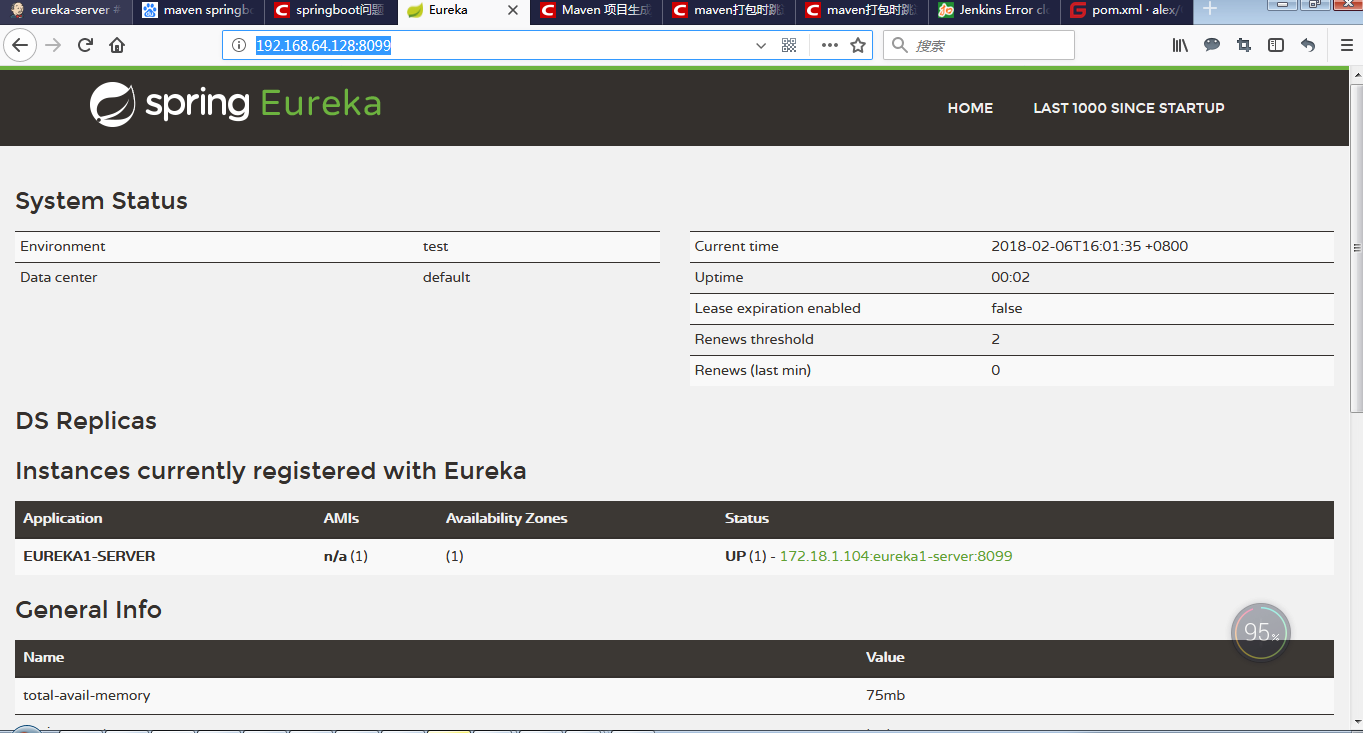 eureka-server #
maven springbo
springboot问题
Eureka
Maven 项目生成
maven打包时跳
maven打包时跳
Jenkins Error cl
pom.xml · alex/
192.168.64.128:8099
搜索
spring Eureka
HOME
LAST 1000 SINCE STARTUP
System Status
Environment test
Data center default
Current time 2018-02-06T16:01:35 +0800
Uptime 00:02
Lease expiration enabled false
Renews threshold 2
Renews (last min) 0
DS Replicas
Instances currently registered with Eureka
Application AMIs Availability Zones Status
EUREKA1-SERVER n/a (1) (1) UP (1) - 172.18.1.104:eureka1-server:8099
General Info
95%
Name Value
total-avail-memory 75mb